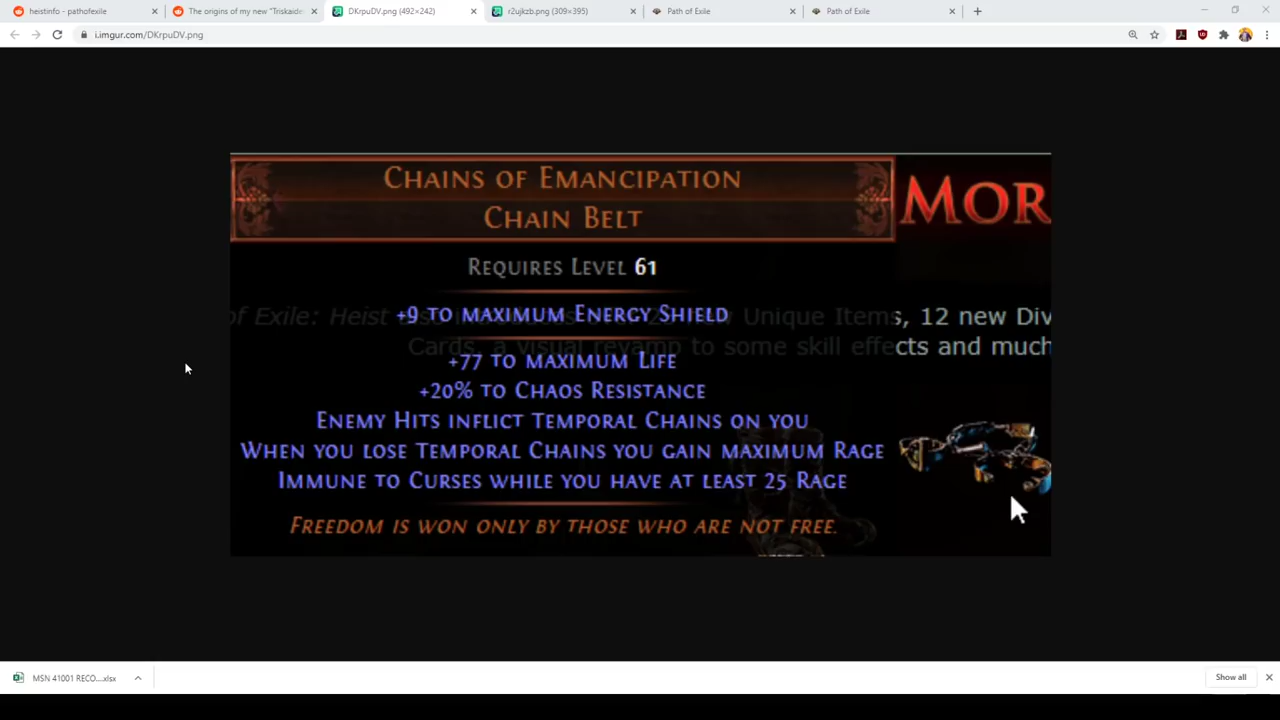 heistinfo - pathofexile
The origins of my new "Triskaide
DKrpuDV.png (492×242)
r2ujkzb.png (309×395)
Path of Exile
Path of Exile
i.imgur.com/DKrpuDV.png
Chains of Emancipation
Chain Belt
Mor
Requires Level 61
+9 to maximum Energy Shield
of Exile: Heist
Unique Items, 12 new Div
Cards, a visual revamp to some skill effects and much
+77 to maximum Life
+20% to Chaos Resistance
Enemy Hits inflict Temporal Chains on you
When you lose Temporal Chains you gain maximum Rage
Immune to Curses while you have at least 25 Rage
Freedom is won only by those who are not free.
MSN 41001 RECO....xlsx
Show all